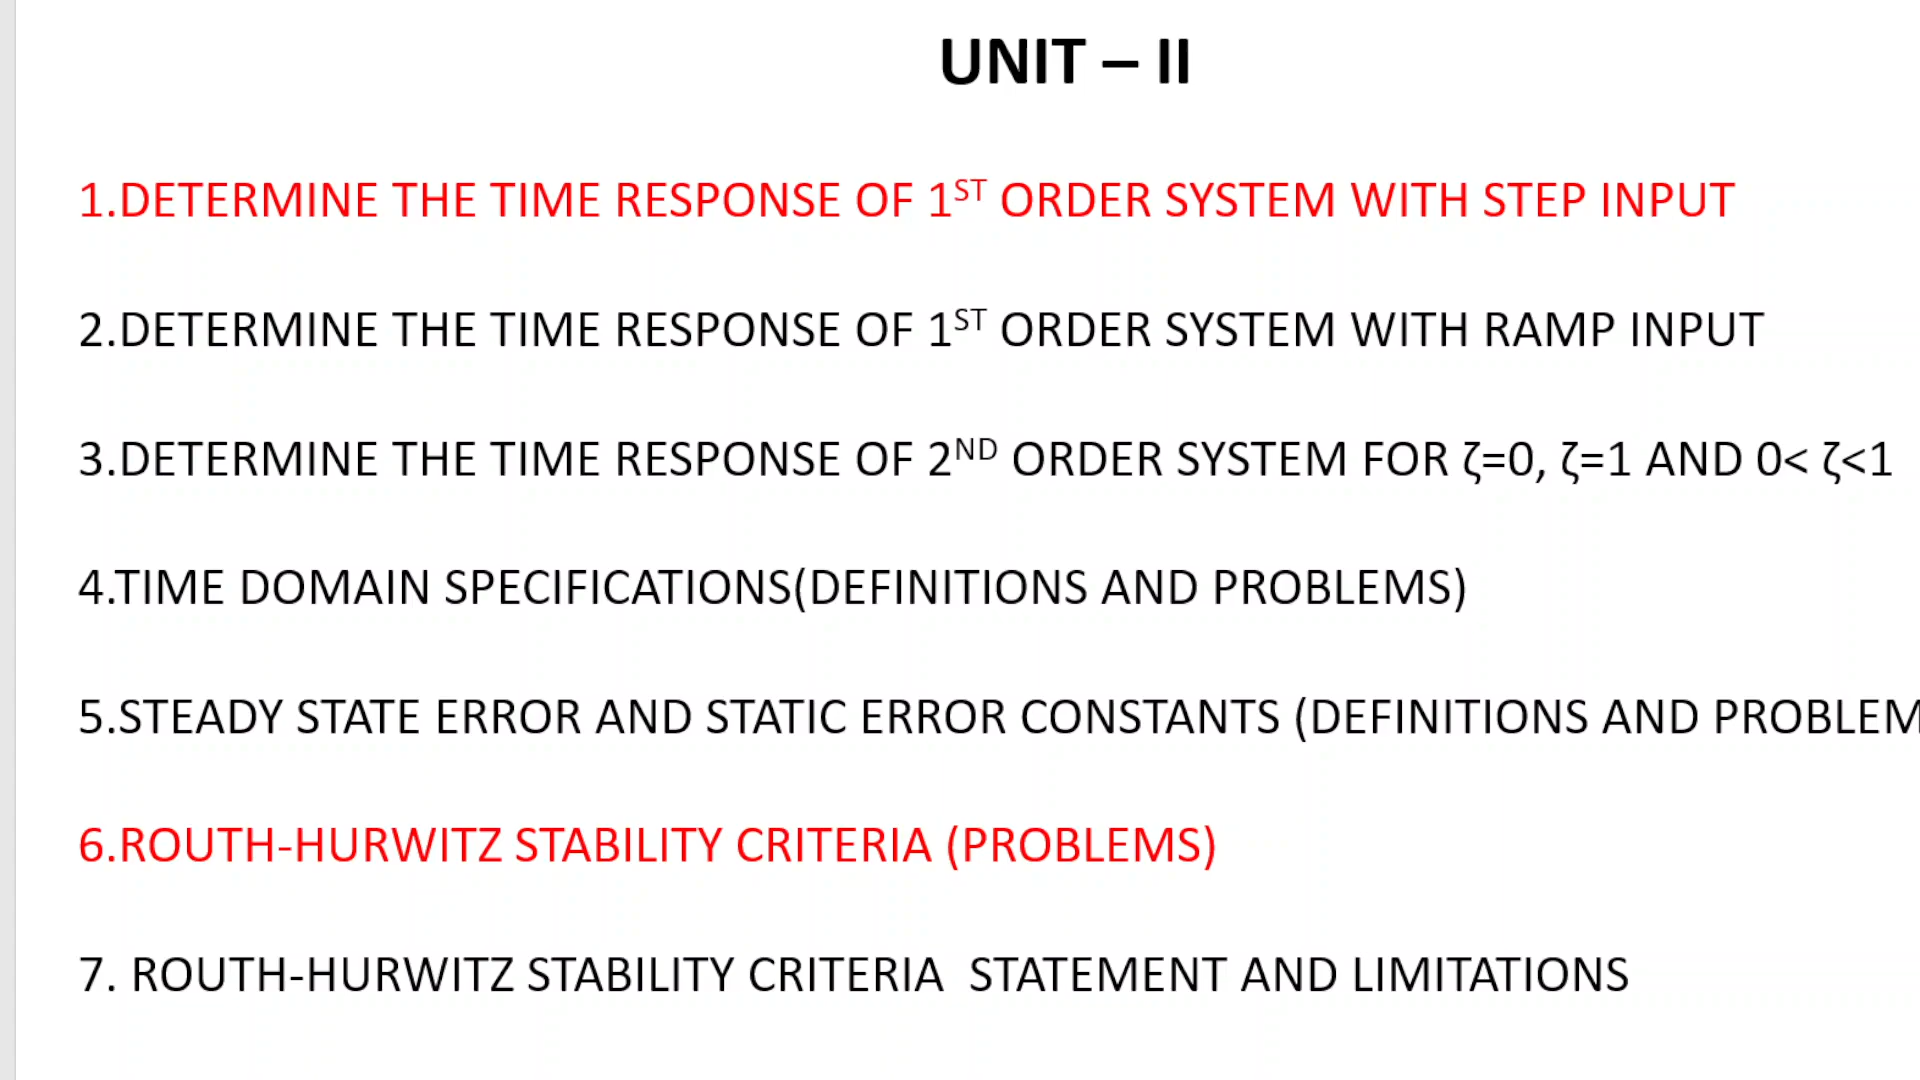 UNIT – II
1.DETERMINE THE TIME RESPONSE OF 1ST ORDER SYSTEM WITH STEP INPUT
2.DETERMINE THE TIME RESPONSE OF 1ST ORDER SYSTEM WITH RAMP INPUT
3.DETERMINE THE TIME RESPONSE OF 2ND ORDER SYSTEM FOR ζ=0, ζ=1 AND 0< ζ<1
4.TIME DOMAIN SPECIFICATIONS(DEFINITIONS AND PROBLEMS)
5.STEADY STATE ERROR AND STATIC ERROR CONSTANTS (DEFINITIONS AND PROBLEM
6.ROUTH-HURWITZ STABILITY CRITERIA (PROBLEMS)
7. ROUTH-HURWITZ STABILITY CRITERIA  STATEMENT AND LIMITATIONS